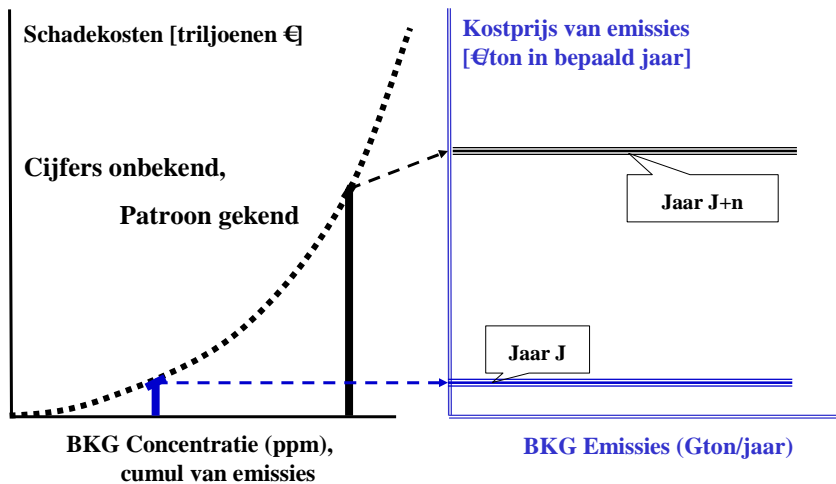 Schadekosten [triljoenen €]
Cijfers onbekend,
Patroon gekend
BKG Concentratie (ppm),
cumul van emissies
Kostprijs van emissies
[€/ton in bepaald jaar]
Jaar J+n
Jaar J
BKG Emissies (Gton/jaar)